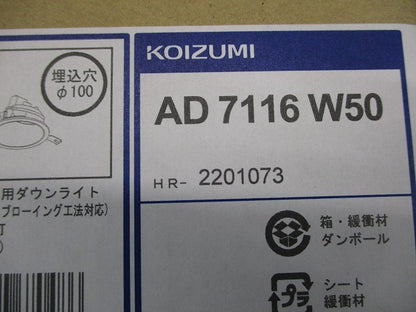 KOIZUMI
埋込穴
φ100
AD 7116 W50
HR- 2201073
用ダウンライト
ブローイング工法対応)
箱・緩衝材
ダンボール
プラ
シート
緩衝材